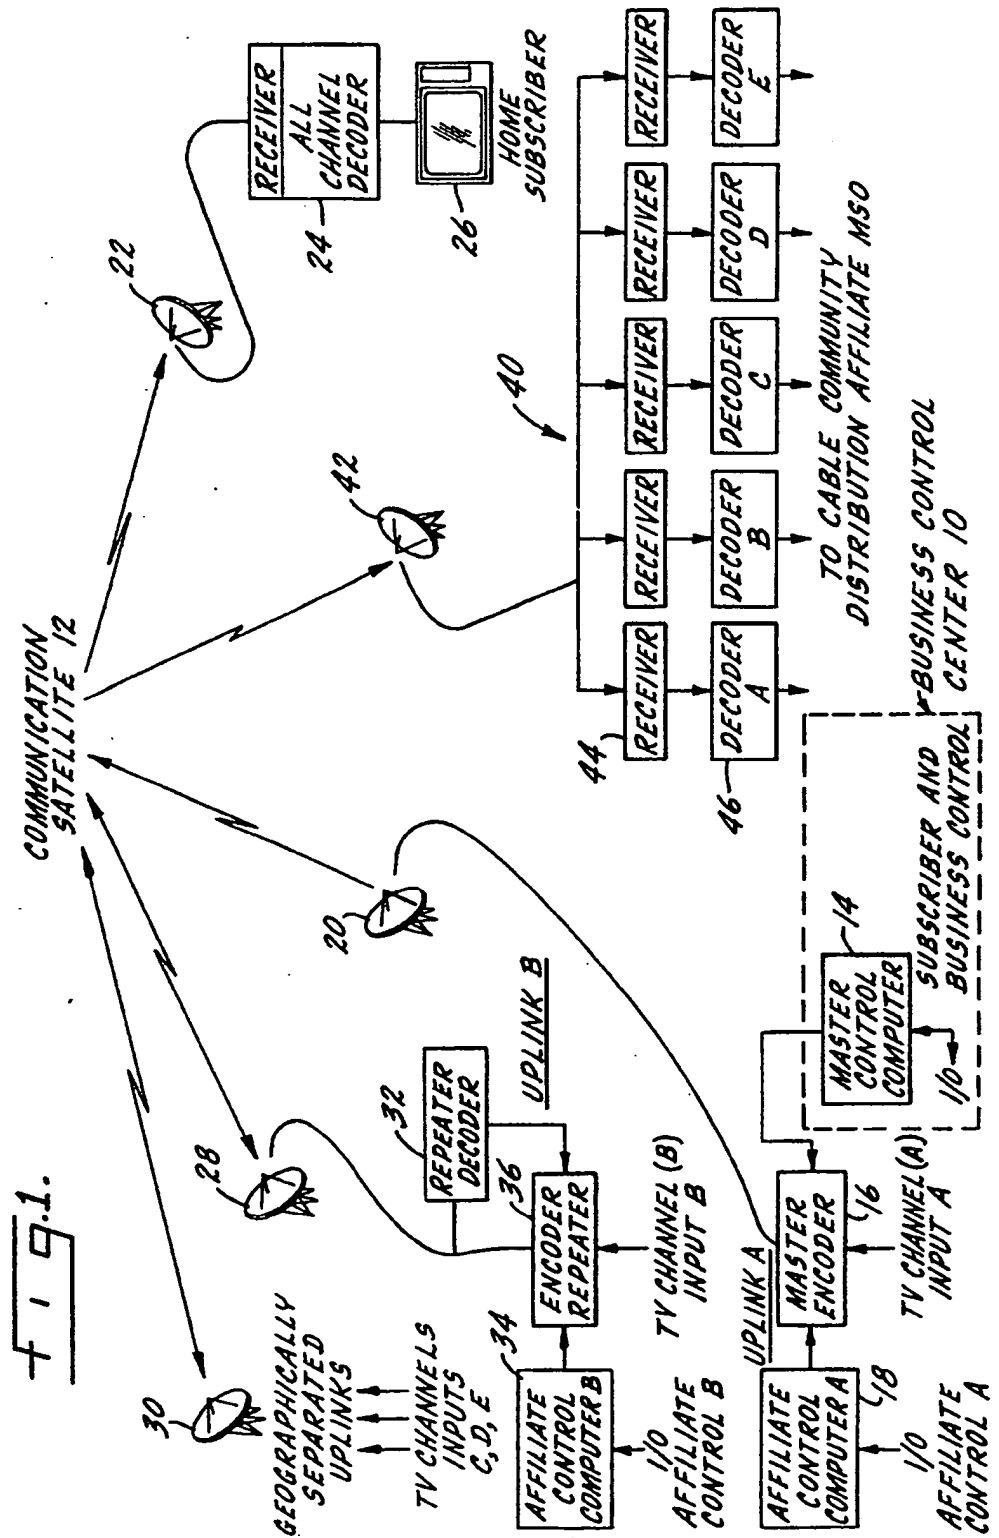 Fig.1.
COMMUNICATION
SATELLITE 12
30
28
20
42
22
GEOGRAPHICALLY
SEPARATED
UPLINKS
TV CHANNELS
INPUTS
C, D, E
RECEIVER
ALL
CHANNEL
DECODER
24
26
HOME
SUBSCRIBER
32
REPEATER
DECODER
UPLINK B
34
AFFILIATE
CONTROL
COMPUTER B
36
ENCODER
REPEATER
I/O
AFFILIATE
CONTROL B
TV CHANNEL (B)
INPUT B
40
44
RECEIVER
RECEIVER
RECEIVER
RECEIVER
RECEIVER
46
DECODER
A
DECODER
B
DECODER
C
DECODER
D
DECODER
E
TO CABLE COMMUNITY
DISTRIBUTION AFFILIATE MSO
UPLINK A
AFFILIATE
CONTROL
COMPUTER A
18
MASTER
ENCODER
16
I/O
AFFILIATE
CONTROL A
TV CHANNEL (A)
INPUT A
MASTER
CONTROL
COMPUTER
14
I/O
SUBSCRIBER AND
BUSINESS CONTROL
BUSINESS CONTROL
CENTER 10